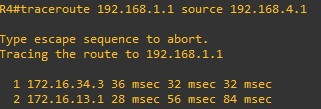 R4#traceroute 192.168.1.1 source 192.168.4.1
Type escape sequence to abort.
Tracing the route to 192.168.1.1
1 172.16.34.3 36 msec 32 msec 32 msec
2 172.16.13.1 28 msec 56 msec 84 msec